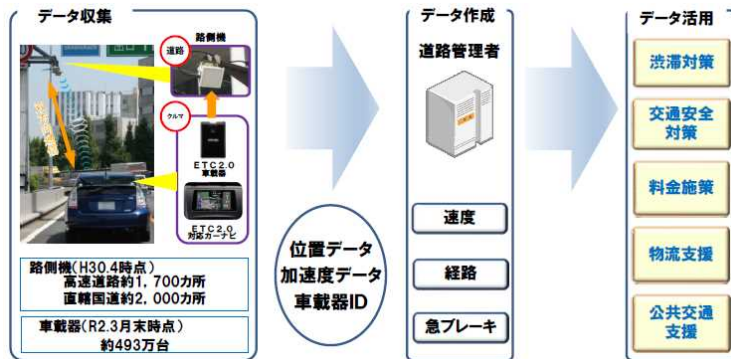 データ収集
路側機
道路
クルマ
ETC2.0
車載器
ETC2.0
対応カーナビ
路側機(H30.4時点)
高速道路約1,700カ所
直轄国道約2,000カ所
車載器(R2.3月末時点)
約493万台
位置データ
加速度データ
車載器ID
データ作成
道路管理者
速度
経路
急ブレーキ
データ活用
渋滞対策
交通安全
対策
料金施策
物流支援
公共交通
支援